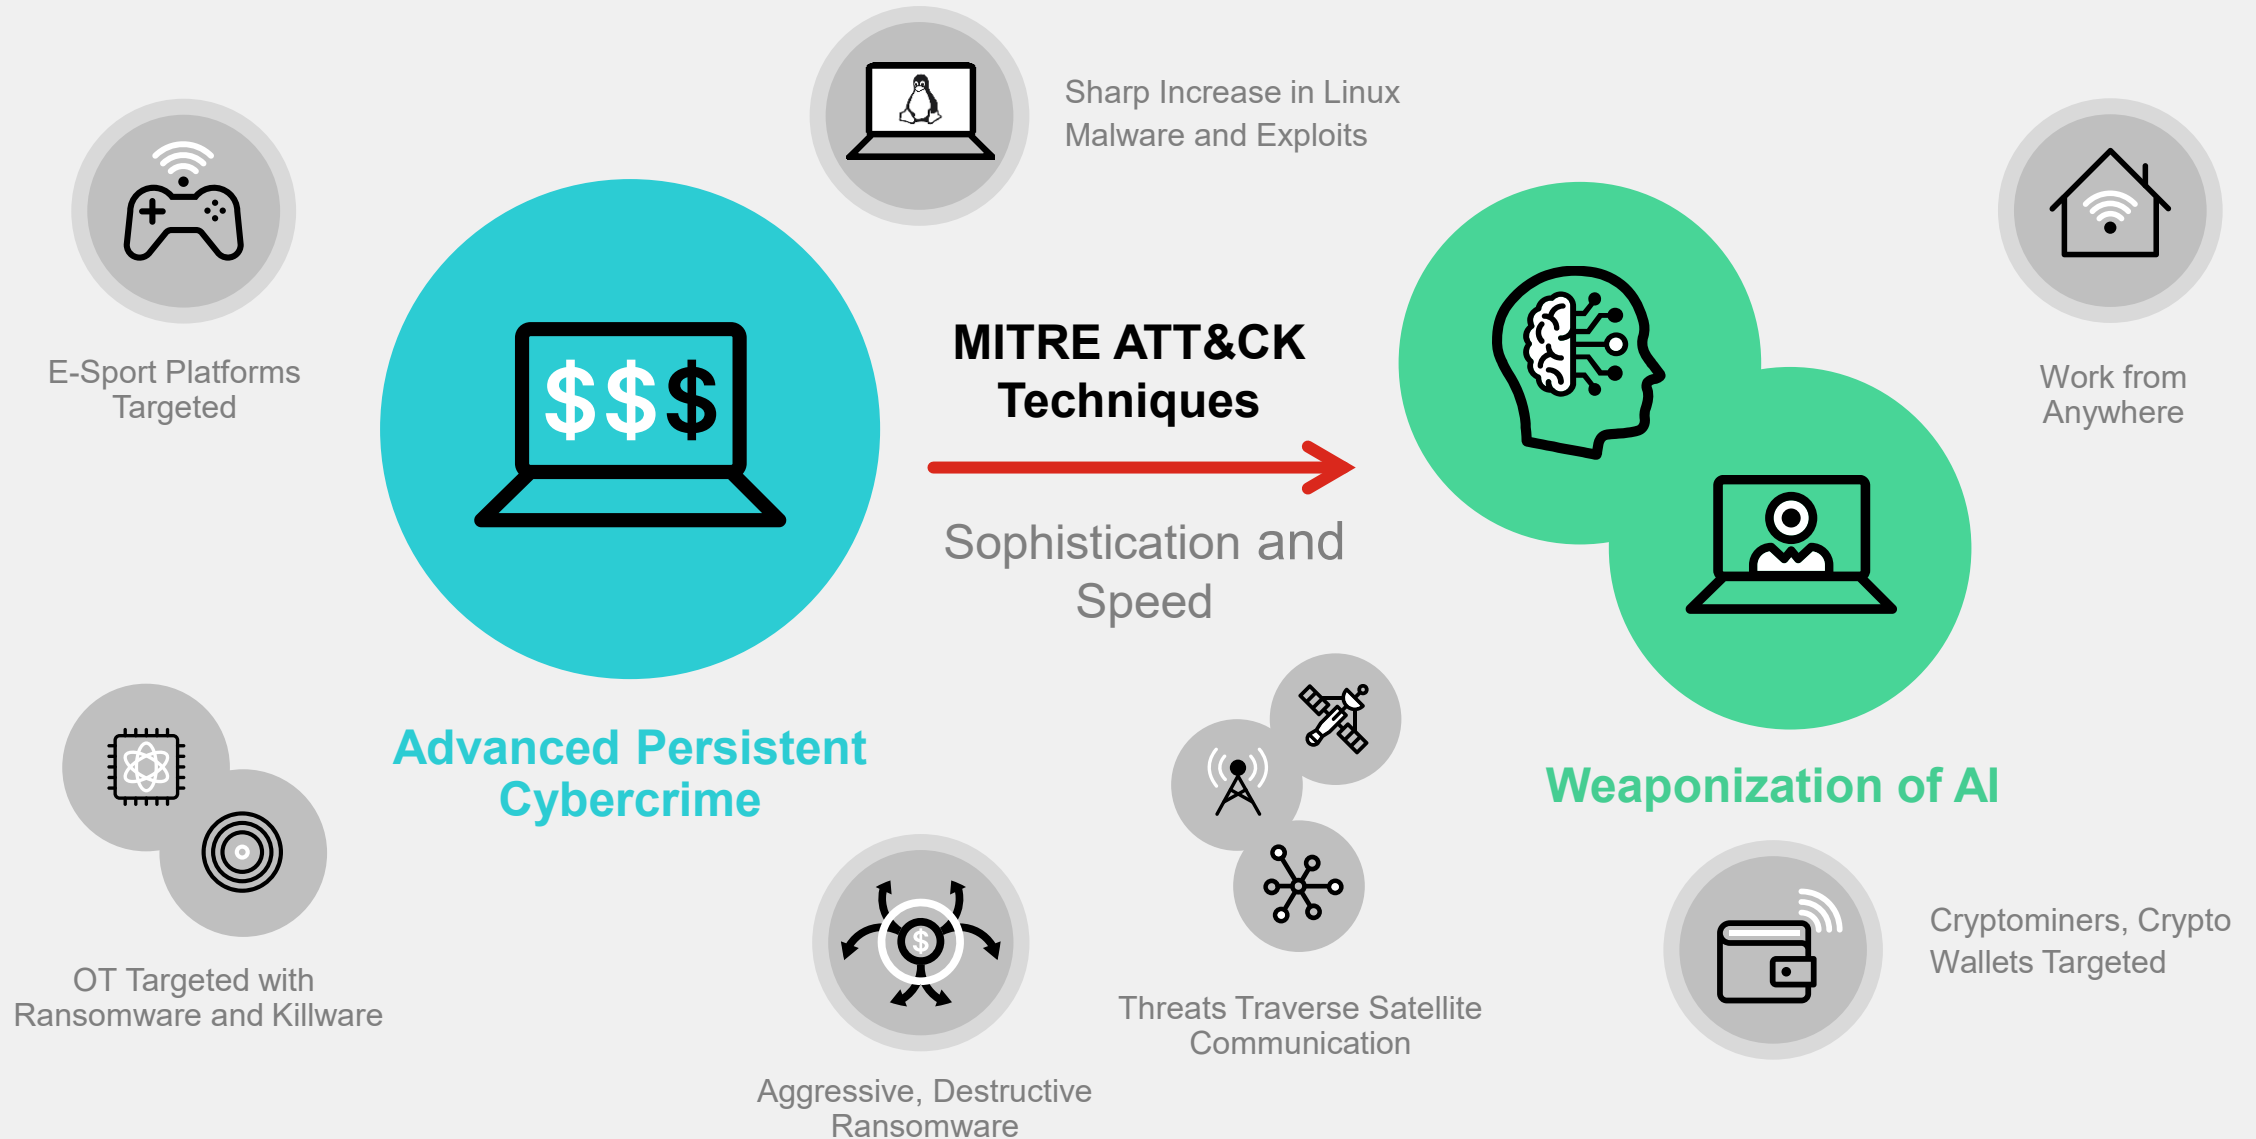 Sharp Increase in Linux
Malware and Exploits
E-Sport Platforms
Targeted
$$$
MITRE ATT&CK
Techniques
Sophistication and
Speed
Work from
Anywhere
Advanced Persistent
Cybercrime
Weaponization of AI
OT Targeted with
Ransomware and Killware
$
Aggressive, Destructive
Ransomware
Threats Traverse Satellite
Communication
Cryptominers, Crypto
Wallets Targeted